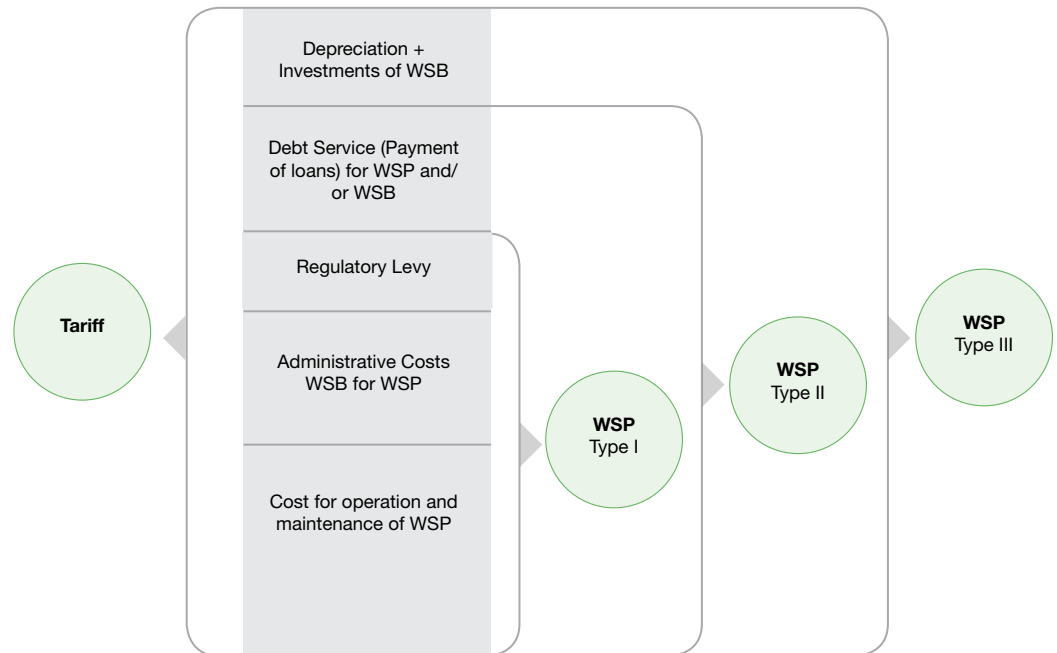 Depreciation +
Investments of WSB
Debt Service (Payment
of loans) for WSP and/
or WSB
Regulatory Levy
Administrative Costs
WSB for WSP
Cost for operation and
maintenance of WSP
Tariff
WSP
Type I
WSP
Type II
WSP
Type III